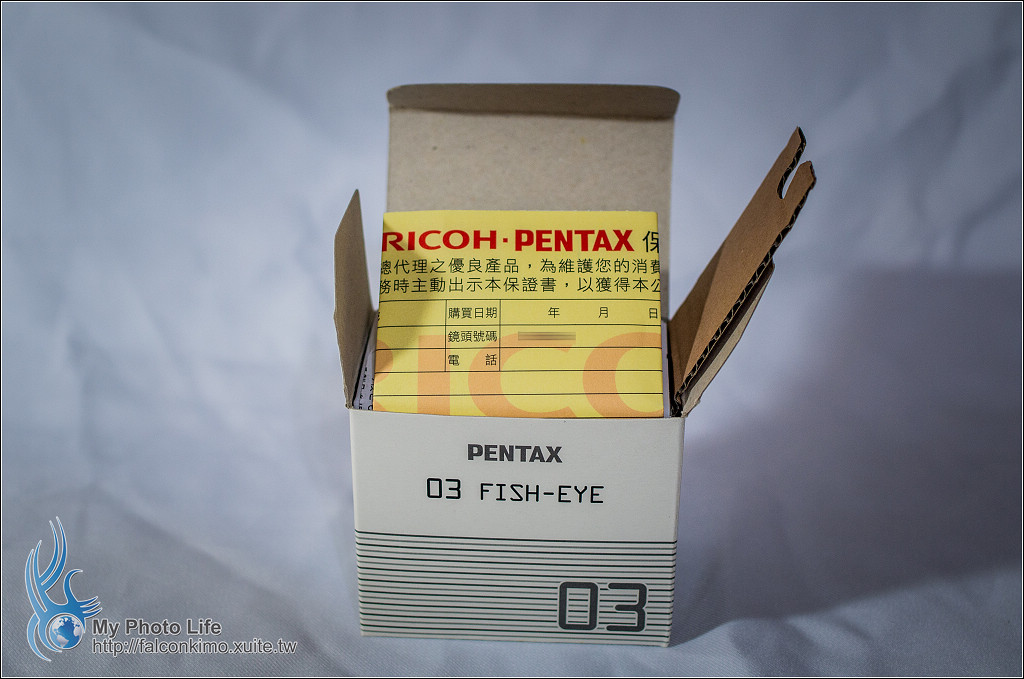 RICOH·PENTAX 保
總代理之優良產品，為維護您的消費
務時主動出示本保證書，以獲得本公
購買日期 年 月 日
鏡頭號碼
電 話
RICO
PENTAX
03 FISH-EYE
03
My Photo Life
http://falconkimo.xuite.tw